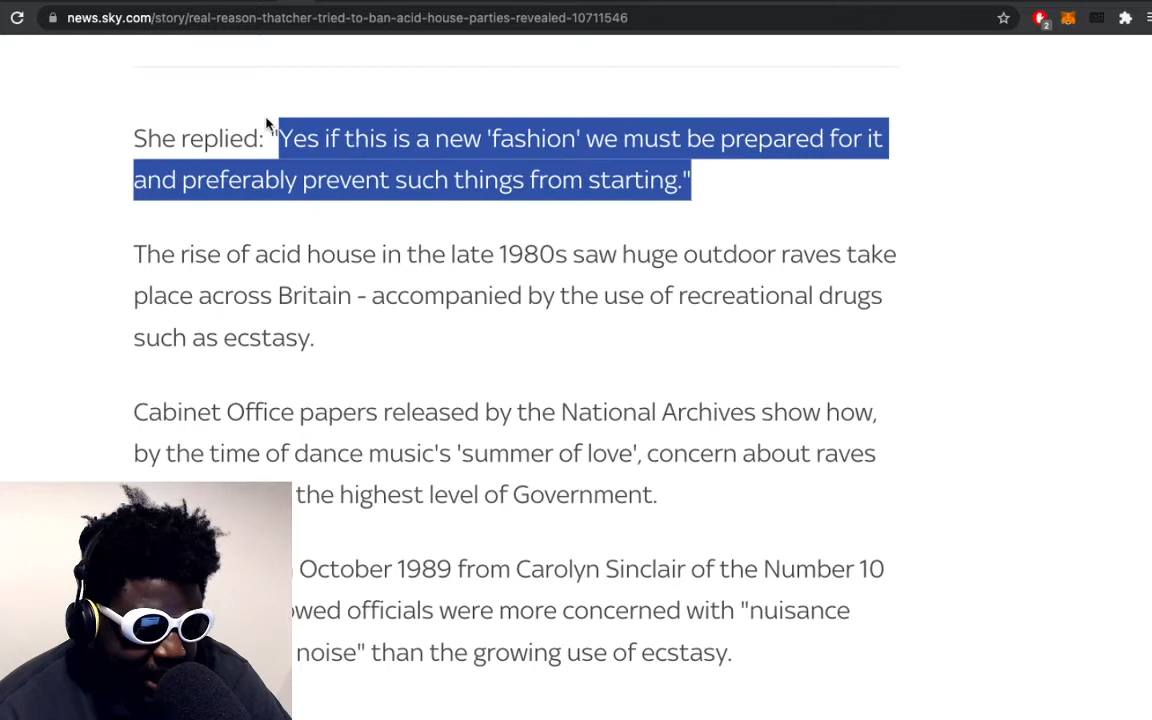 news.sky.com/story/real-reason-thatcher-tried-to-ban-acid-house-parties-revealed-10711546
2
She replied: "Yes if this is a new 'fashion' we must be prepared for it
and preferably prevent such things from starting."
The rise of acid house in the late 1980s saw huge outdoor raves take
place across Britain - accompanied by the use of recreational drugs
such as ecstasy.
Cabinet Office papers released by the National Archives show how,
by the time of dance music's 'summer of love', concern about raves
the highest level of Government.
October 1989 from Carolyn Sinclair of the Number 10
officials were more concerned with "nuisance
noise" than the growing use of ecstasy.